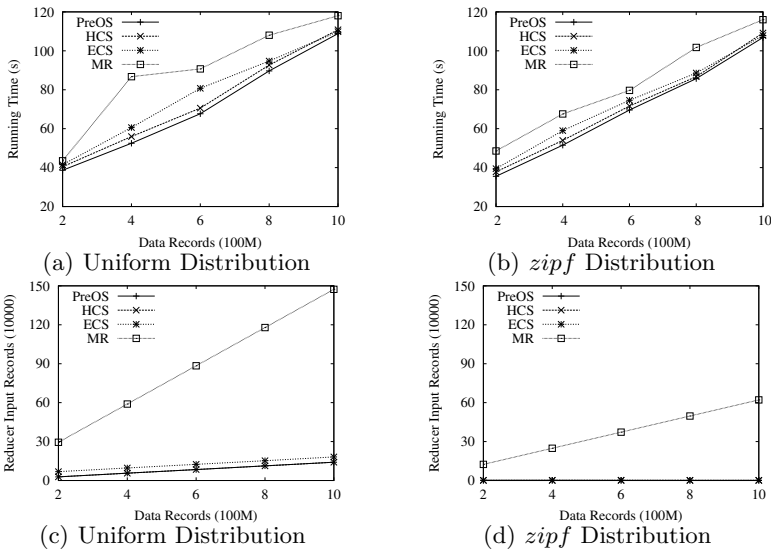 120
100
80
60
40
20
Running Time (s)
PreOS
HCS
ECS
MR
2 4 6 8 10
Data Records (100M)
(a) Uniform Distribution
120
100
80
60
40
20
Running Time (s)
PreOS
HCS
ECS
MR
2 4 6 8 10
Data Records (100M)
(b) zipf Distribution
150
120
90
60
30
0
Reducer Input Records (10000)
PreOS
HCS
ECS
MR
2 4 6 8 10
Data Records (100M)
(c) Uniform Distribution
150
120
90
60
30
0
Reducer Input Records (10000)
PreOS
HCS
ECS
MR
2 4 6 8 10
Data Records (100M)
(d) zipf Distribution